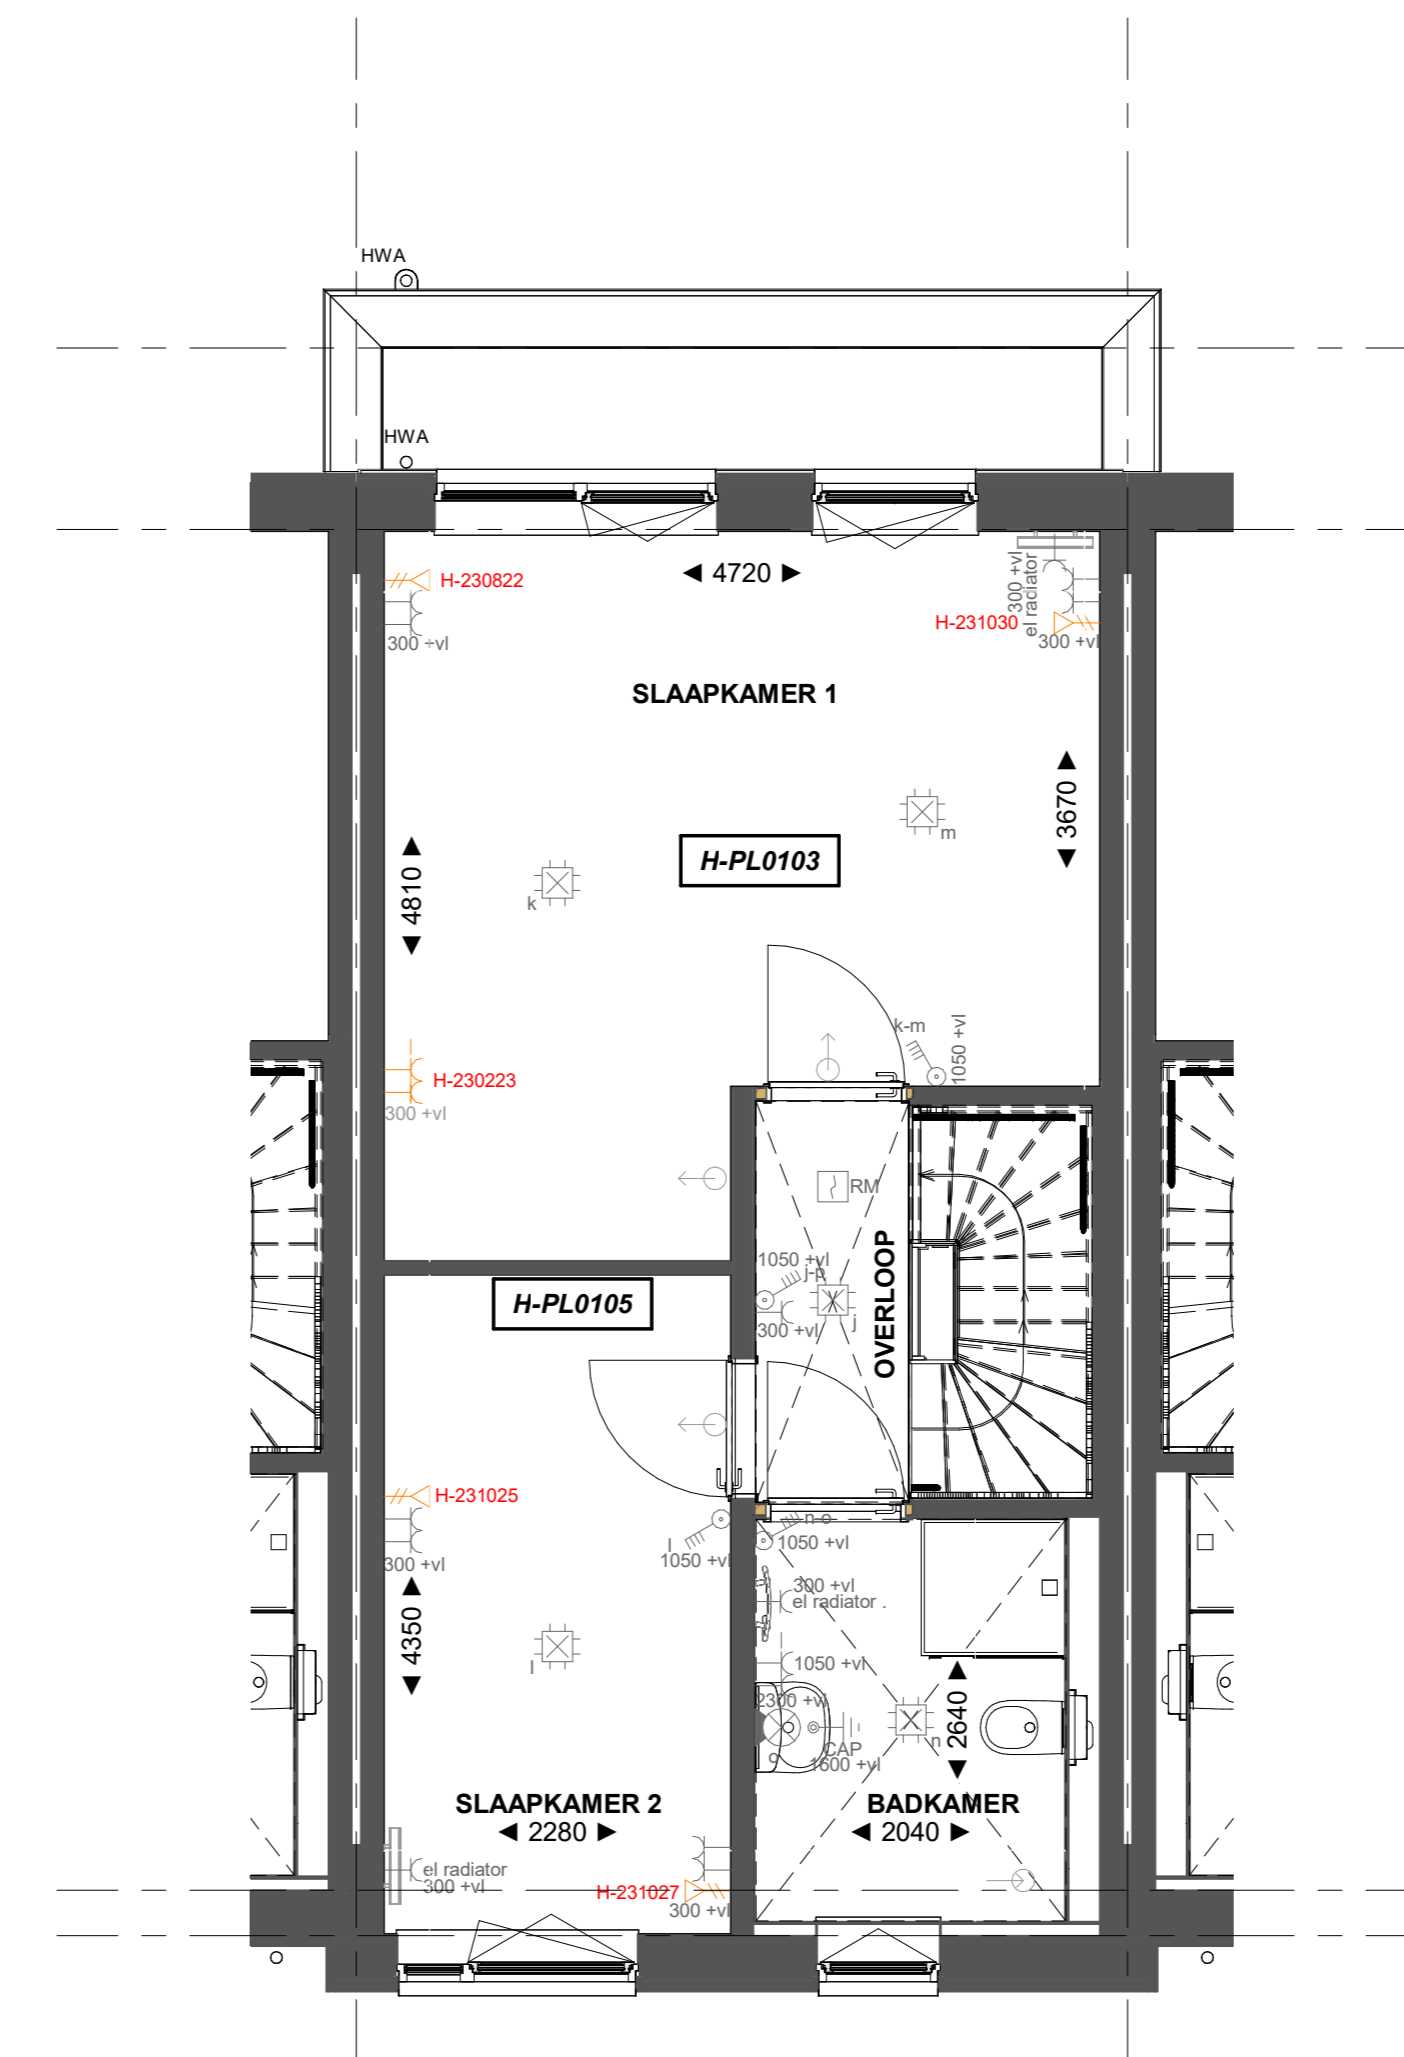 HWA
HWA
◄ 4720 ►
H-230822
300 +vl
300 +vl
el radiator
H-231030
300 +vl
SLAAPKAMER 1
◄ 3670 ►
m
H-PL0103
◄ 4810 ►
k
k-m
1050 +vl
H-230223
300 +vl
RM
OVERLOOP
1050 +vl
j-p
300 +vl
j
H-PL0105
H-231025
300 +vl
l
1050 +vl
n-o
1050 +vl
300 +vl
el radiator .
◄ 4350 ►
l
1050 +vl
2300 +vl
◄ 2640 ►
n
CAP
o
1600 +vl
SLAAPKAMER 2
◄ 2280 ►
BADKAMER
◄ 2040 ►
el radiator
300 +vl
H-231027
300 +vl